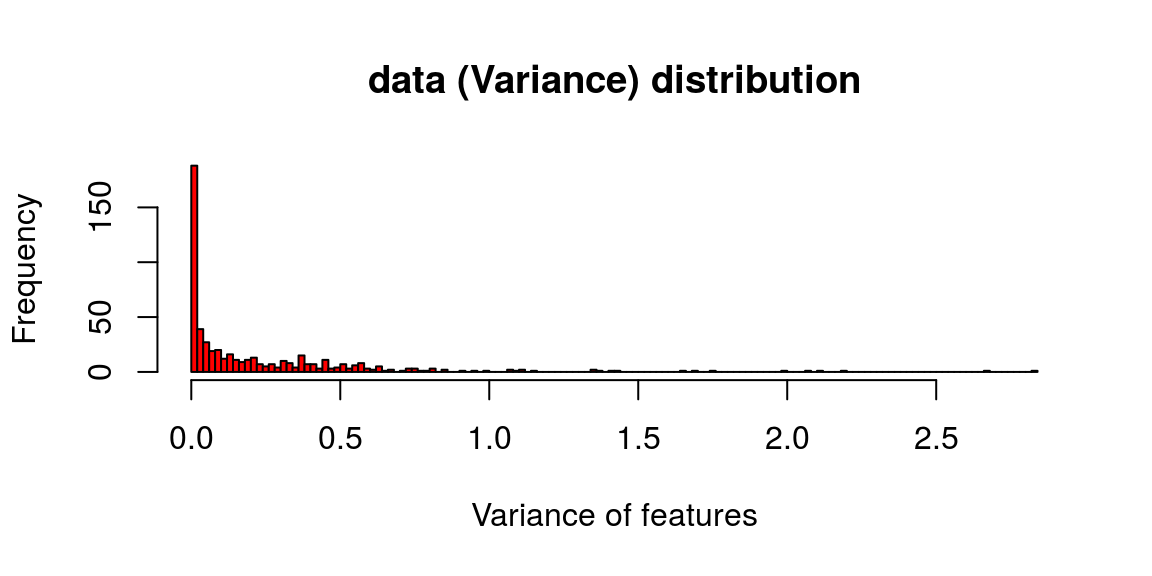 data (Variance) distribution
Frequency
150
50
0
0.0 0.5 1.0 1.5 2.0 2.5
Variance of features